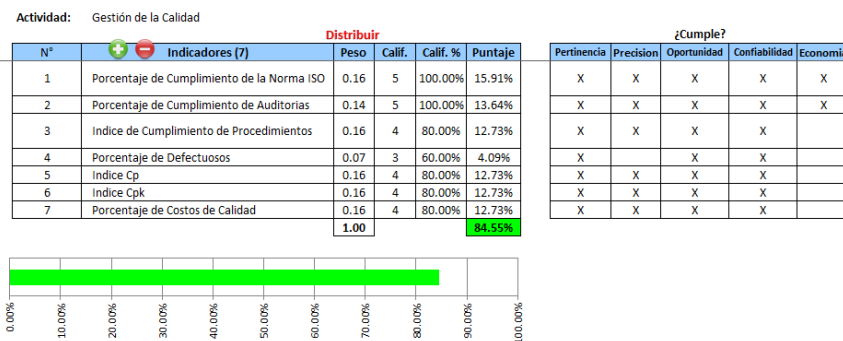 Actividad: Gestión de la Calidad
Distribuir ¿Cumple?
N° Indicadores (7) Peso Calif. Calif. % Puntaje Pertinencia Precision Oportunidad Confiabilidad Economia
1 Porcentaje de Cumplimiento de la Norma ISO 0.16 5 100.00% 15.91% X X X X X
2 Porcentaje de Cumplimiento de Auditorias 0.14 5 100.00% 13.64% X X X X X
3 Indice de Cumplimiento de Procedimientos 0.16 4 80.00% 12.73% X X X X
4 Porcentaje de Defectuosos 0.07 3 60.00% 4.09% X X X
5 Indice Cp 0.16 4 80.00% 12.73% X X X X
6 Indice Cpk 0.16 4 80.00% 12.73% X X X X
7 Porcentaje de Costos de Calidad 0.16 4 80.00% 12.73% X X X X
1.00 84.55%
0.00% 10.00% 20.00% 30.00% 40.00% 50.00% 60.00% 70.00% 80.00% 90.00% 100.00%